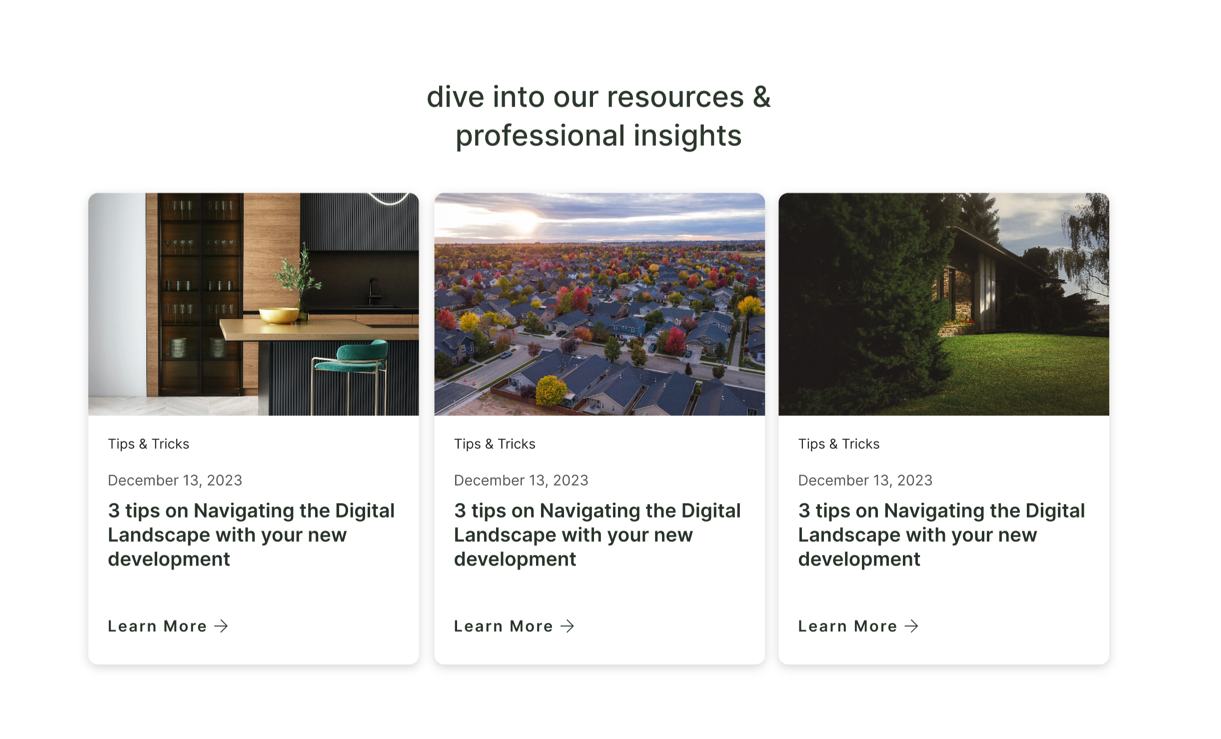 dive into our resources &
professional insights
Tips & Tricks
December 13, 2023
3 tips on Navigating the Digital
Landscape with your new
development
Learn More →
Tips & Tricks
December 13, 2023
3 tips on Navigating the Digital
Landscape with your new
development
Learn More →
Tips & Tricks
December 13, 2023
3 tips on Navigating the Digital
Landscape with your new
development
Learn More →